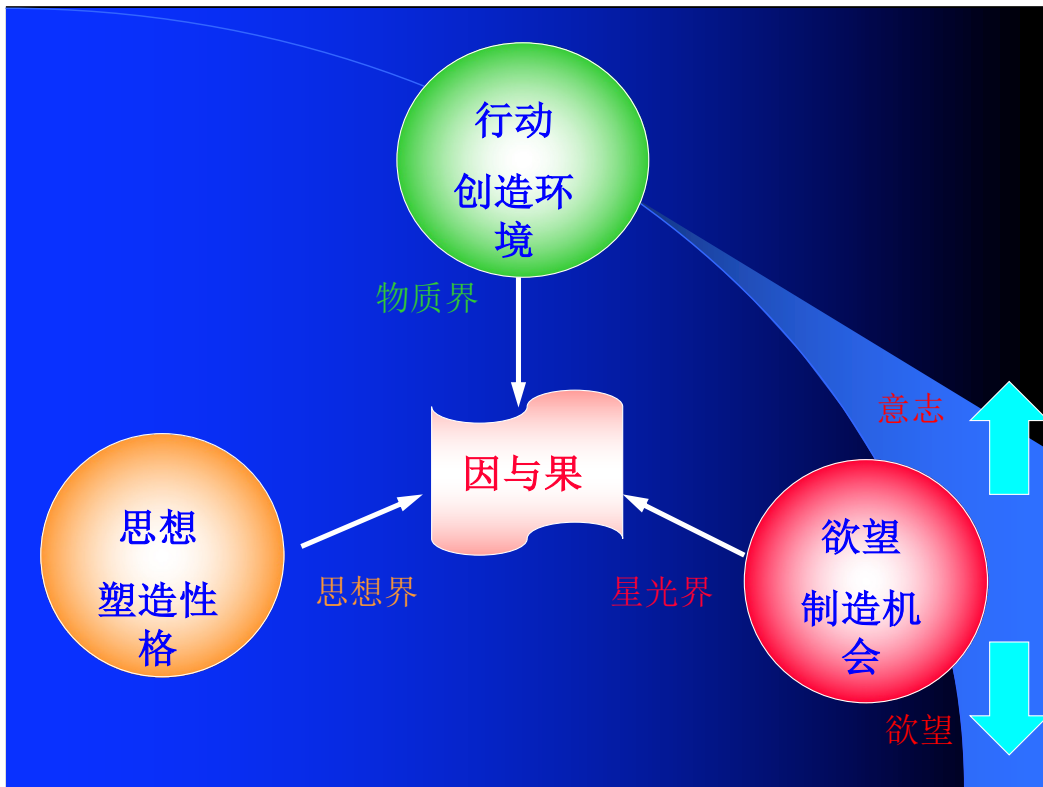 行动
创造环
境
物质界
意志
因与果
思想
塑造性
格
思想界
星光界
欲望
制造机
会
欲望